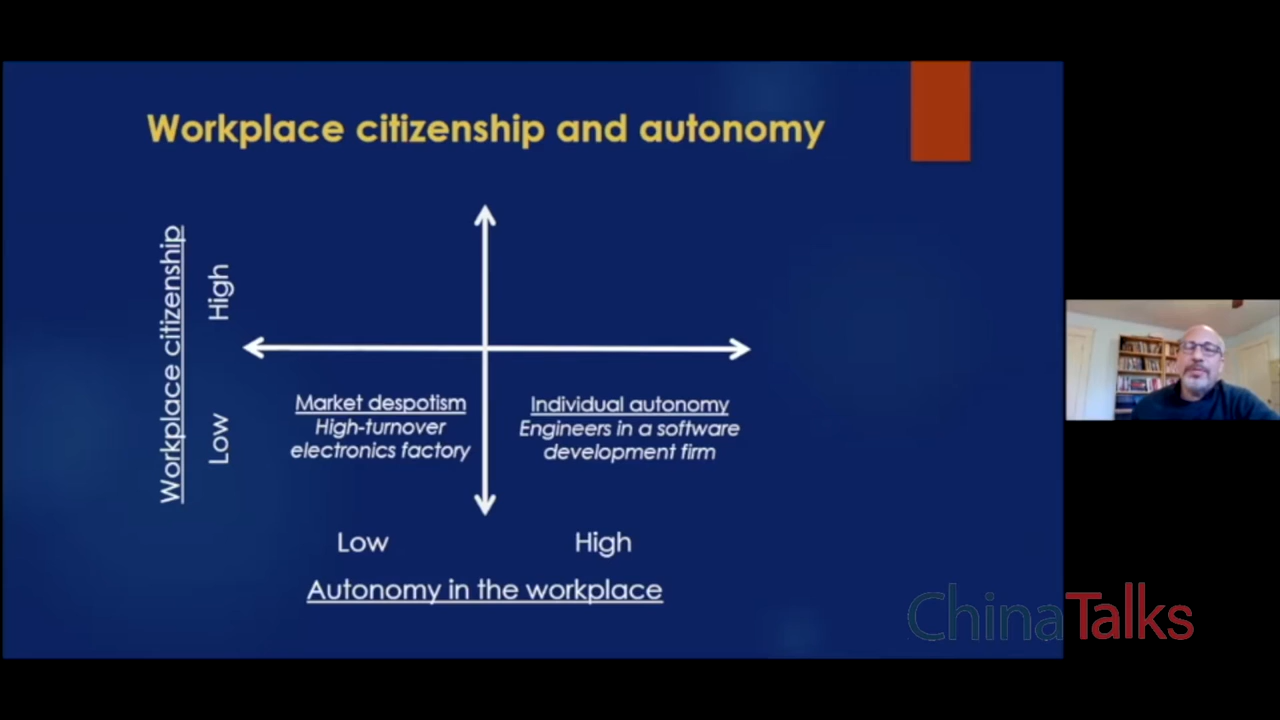 Workplace citizenship and autonomy
Workplace citizenship
High
Low
Market despotism
High-turnover
electronics factory
Individual autonomy
Engineers in a software
development firm
Low
High
Autonomy in the workplace
ChinaTalks